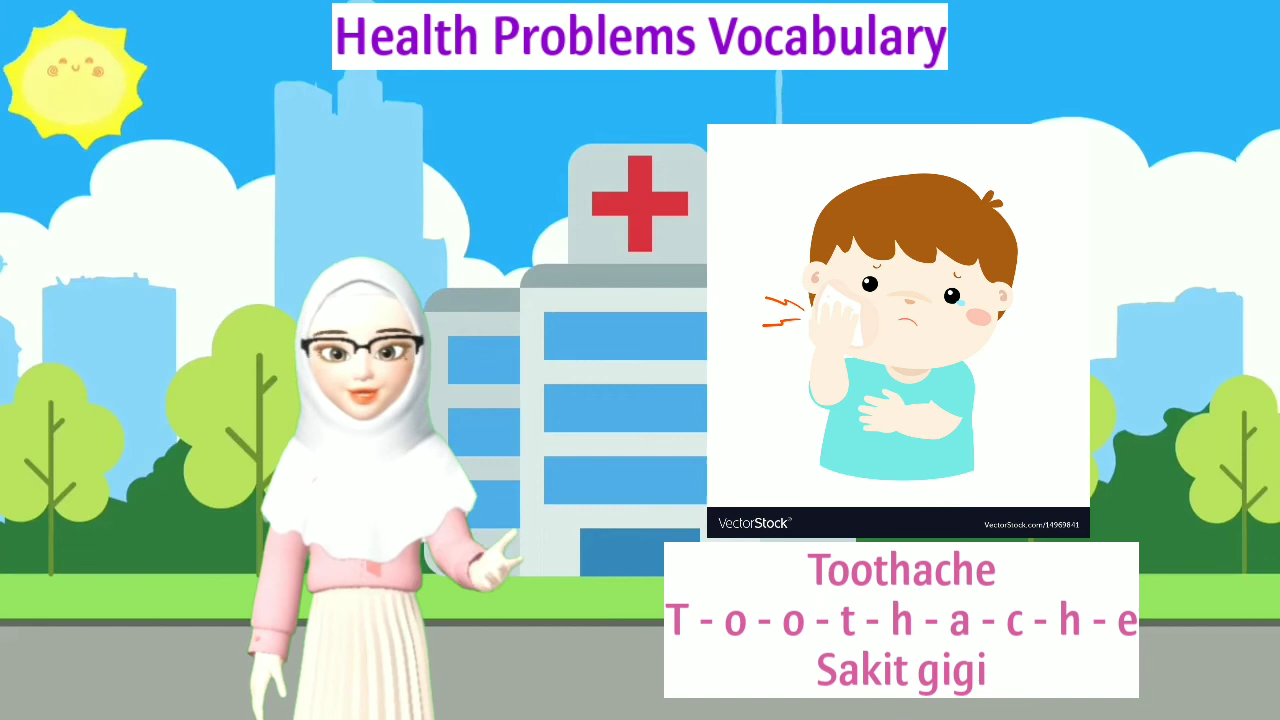 Health Problems Vocabulary
VectorStock®
VectorStock.com/14969841
Toothache
T - o - o - t - h - a - c - h - e
Sakit gigi